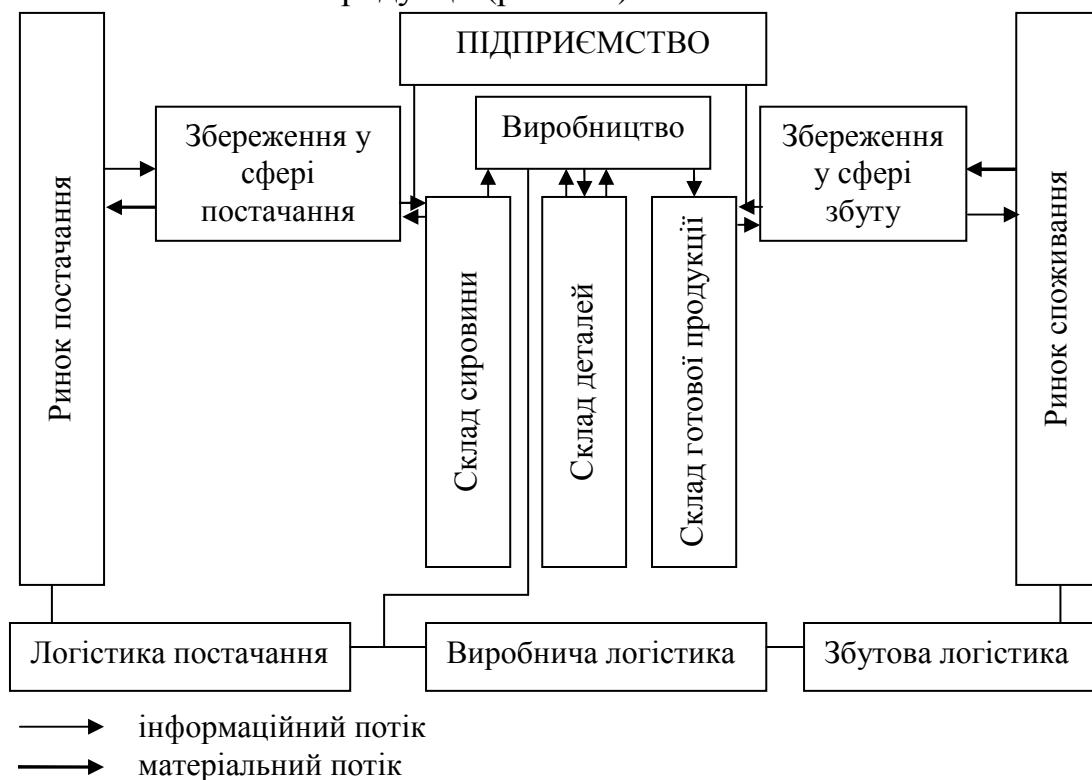 ПІДПРИЄМСТВО
Виробництво
Збереження у
сфері
постачання
Збереження
у сфері
збуту
Ринок постачання
Склад сировини
Склад деталей
Склад готової продукції
Ринок споживання
Логістика постачання
Виробнича логістика
Збутова логістика
інформаційний потік
матеріальний потік